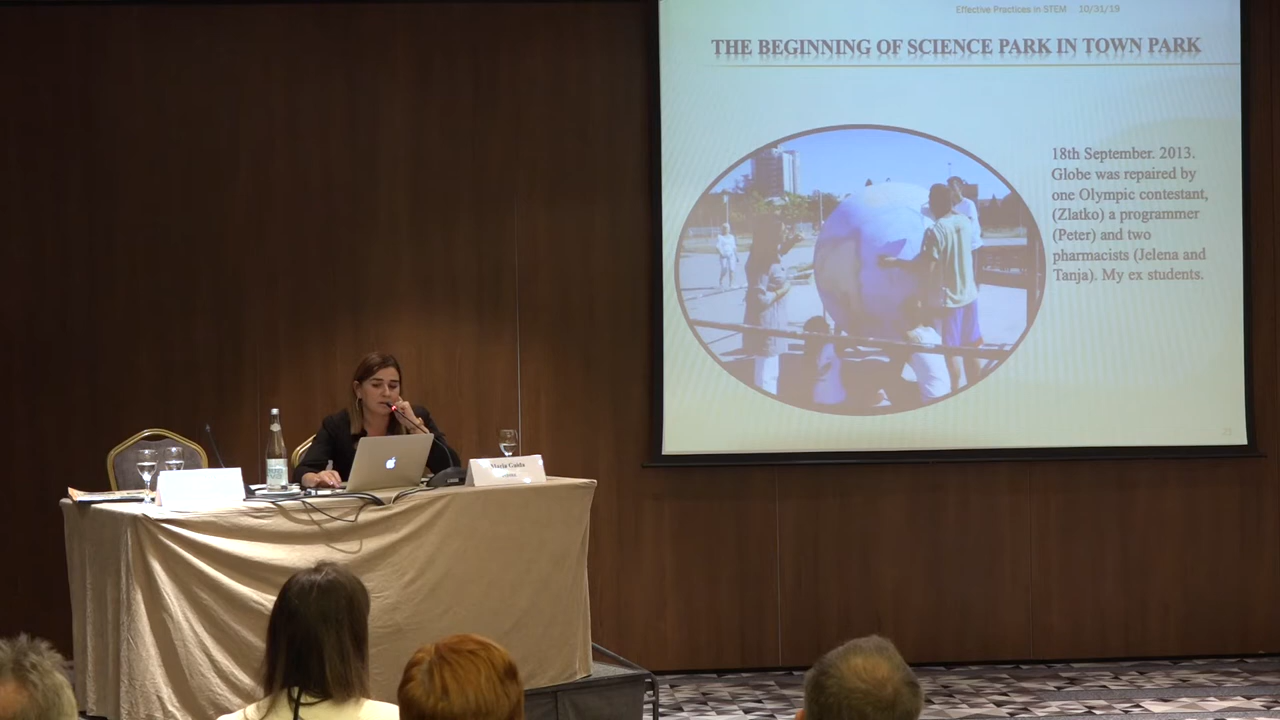 Effective Practices in STEM 10/31/19
THE BEGINNING OF SCIENCE PARK IN TOWN PARK
18th September. 2013.
Globe was repaired by
one Olympic contestant,
(Zlatko) a programmer
(Peter) and two
pharmacists (Jelena and
Tanja). My ex students.